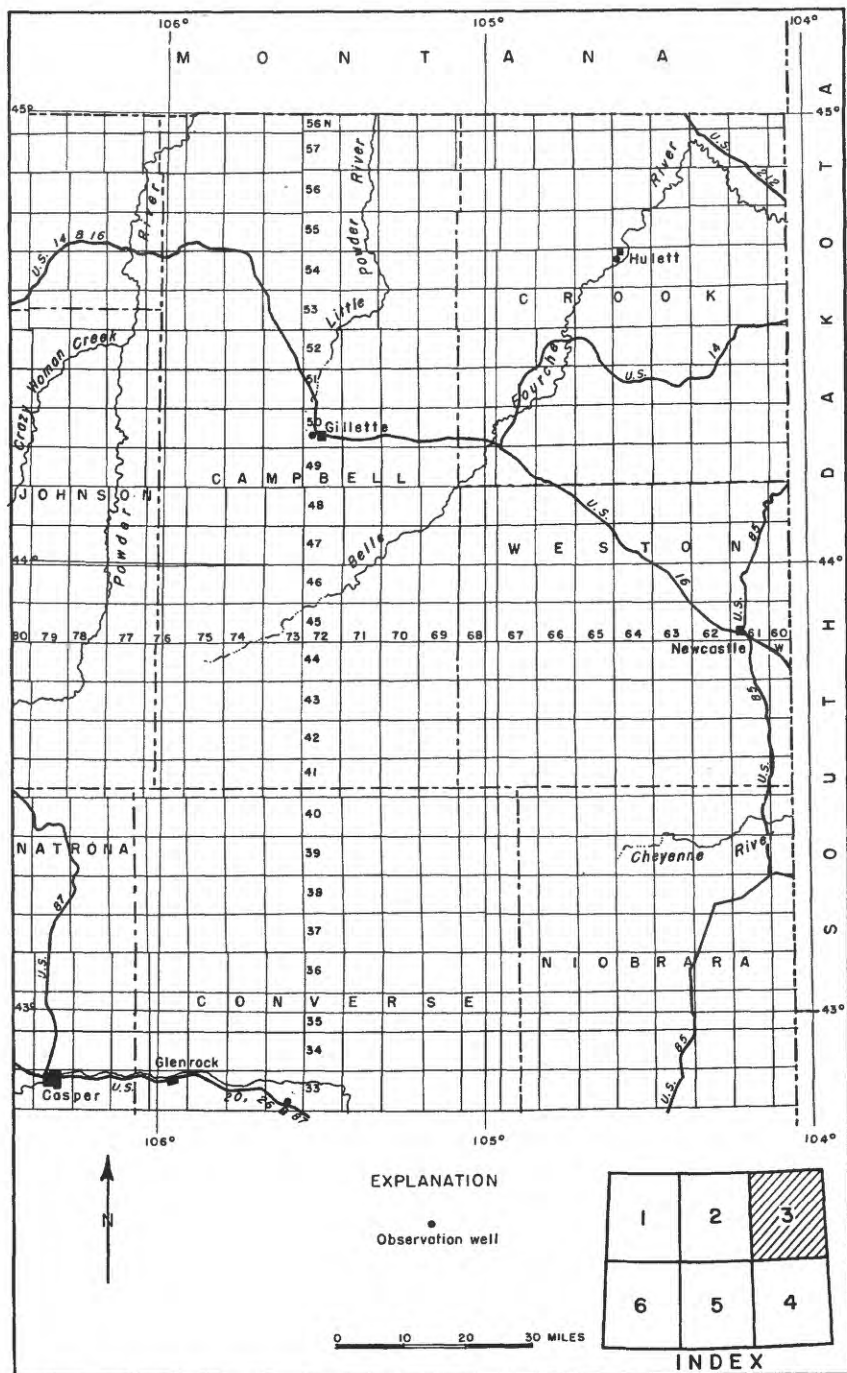 106°
105°
104°
M O N T A N A
45°
45°
56N
57
56
55
54
53
52
51
50
49
48
47
46
45
44
43
42
41
40
39
38
37
36
35
34
33
80 79 78 77 76 75 74 73 72 71 70 69 68 67 66 65 64 63 62 61 60
W
River
Little Powder River
River
U.S. 212
U.S. 14 & 16
Hulett
C R O O K
Crazy Woman Creek
Fourche
U.S. 14
Gillette
JOHNSON
C A M P B E L L
Powder
Belle
U.S. 16
W E S T O N
U.S. 85
44°
44°
Newcastle
85
U.S.
Cheyenne River
NATRONA
U.S. 87
N I O B R A R A
C O N V E R S E
43°
43°
Glenrock
Casper
U.S. 20, 26 & 87
U.S. 85
S O U T H D A K O T A
106°
105°
104°
N
EXPLANATION
Observation well
0 10 20 30 MILES
1 2 3
6 5 4
INDEX